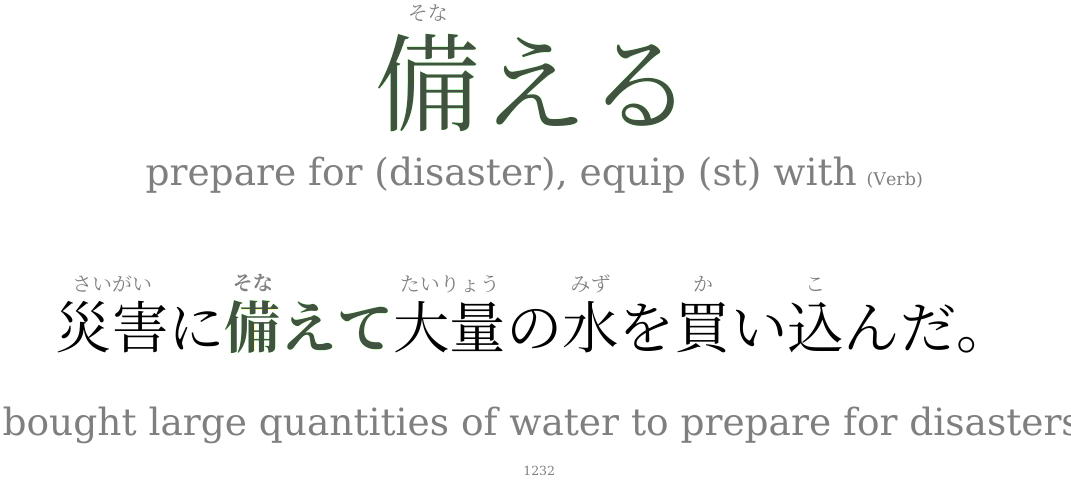 そな
備える
prepare for (disaster), equip (st) with (Verb)
さいがい そな たいりょう みず か こ
災害に備えて大量の水を買い込んだ。
bought large quantities of water to prepare for disasters
1232